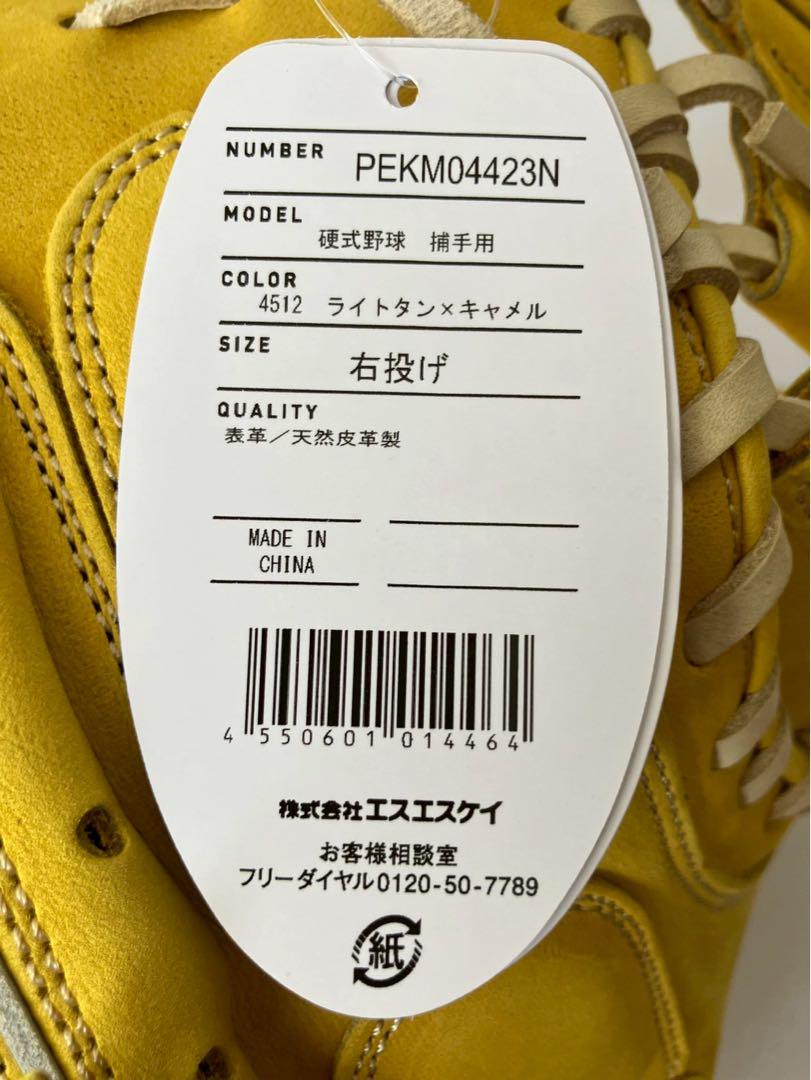 NUMBER PEKM04423N
MODEL
硬式野球 捕手用
COLOR
4512 ライトタン×キャメル
SIZE
右投げ
QUALITY
表革／天然皮革製
MADE IN
CHINA
4 550601 014464
株式会社エスエスケイ
お客様相談室
フリーダイヤル0120-50-7789
紙